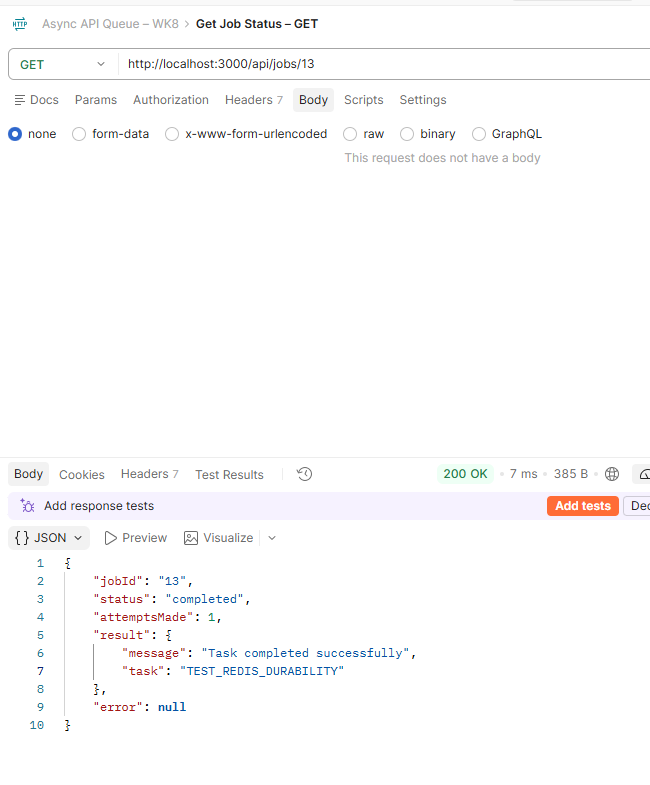 HTTP Async API Queue – WK8 > Get Job Status – GET
GET http://localhost:3000/api/jobs/13
Docs Params Authorization Headers 7 Body Scripts Settings
none form-data x-www-form-urlencoded raw binary GraphQL
This request does not have a body
Body Cookies Headers 7 Test Results 200 OK • 7 ms • 385 B •
Add response tests Add tests Dec
{} JSON Preview Visualize
1 {
2 "jobId": "13",
3 "status": "completed",
4 "attemptsMade": 1,
5 "result": {
6 "message": "Task completed successfully",
7 "task": "TEST_REDIS_DURABILITY"
8 },
9 "error": null
10 }